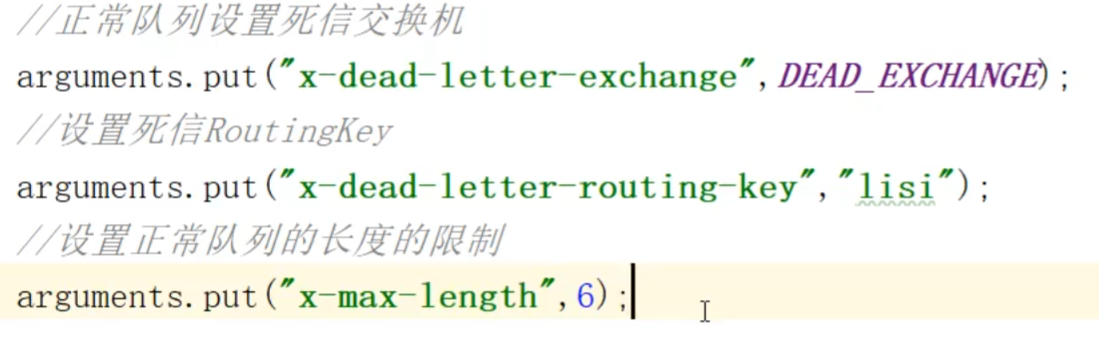 //正常队列设置死信交换机
arguments.put("x-dead-letter-exchange",DEAD_EXCHANGE);
//设置死信RoutingKey
arguments.put("x-dead-letter-routing-key","lisi");
//设置正常队列的长度的限制
arguments.put("x-max-length",6);